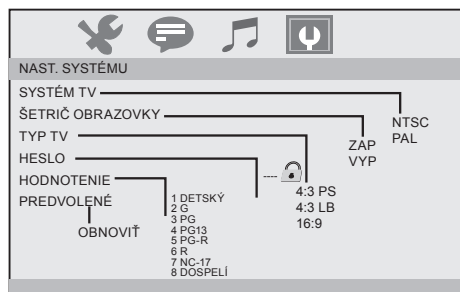 NAST. SYSTÉMU
SYSTÉM TV
ŠETRIČ OBRAZOVKY
TYP TV
HESLO
HODNOTENIE
PREDVOLENÉ
OBNOVIŤ
NTSC
PAL
ZAP
VYP
----
4:3 PS
4:3 LB
16:9
1 DETSKÝ
2 G
3 PG
4 PG13
5 PG-R
6 R
7 NC-17
8 DOSPELÍ